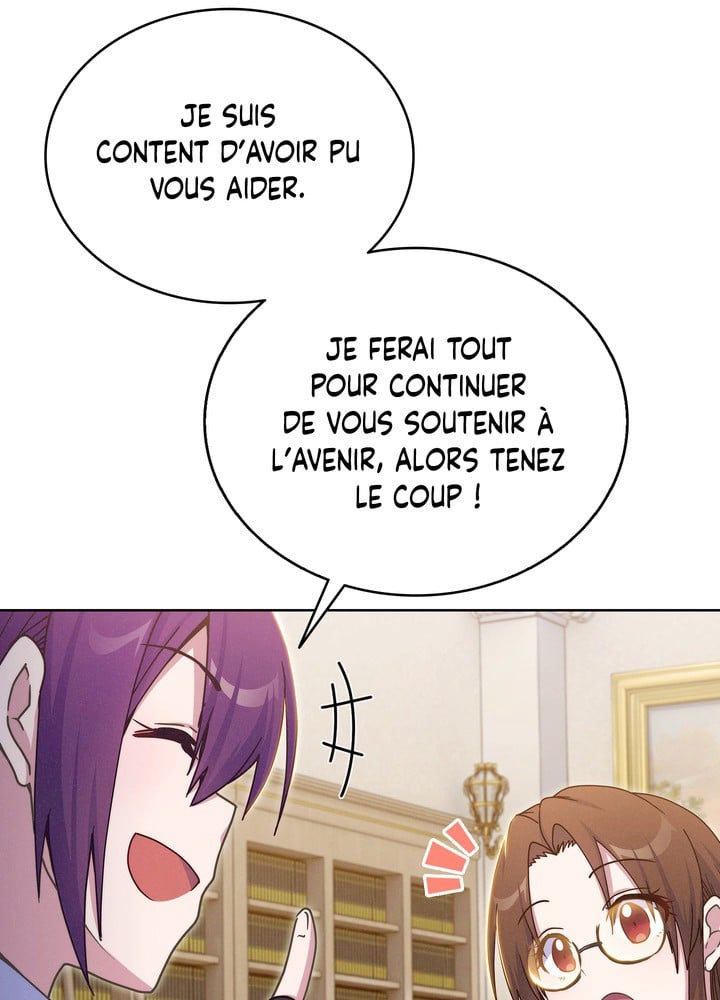 JE SUIS
CONTENT D'AVOIR PU
VOUS AIDER.
JE FERAI TOUT
POUR CONTINUER
DE VOUS SOUTENIR À
L'AVENIR, ALORS TENEZ
LE COUP !